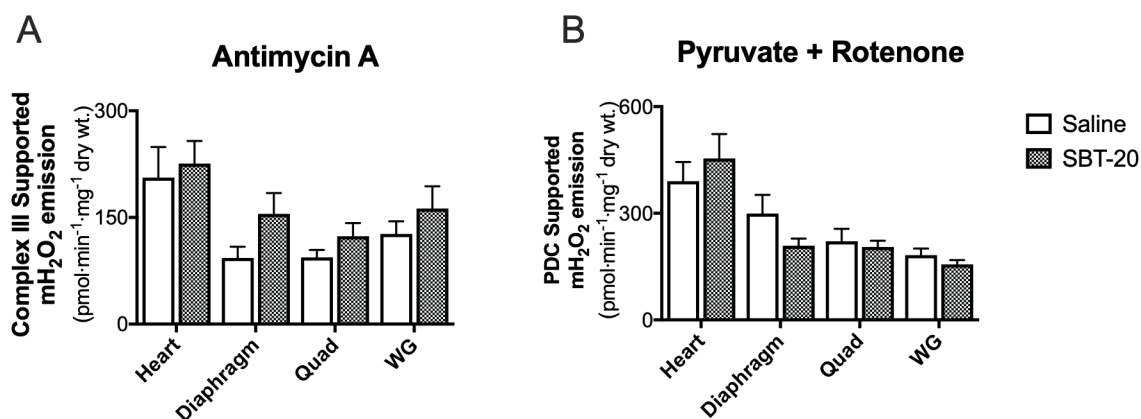 A
Antimycin A
Complex III Supported
mH₂O₂ emission
(pmol·min⁻¹·mg⁻¹ dry wt.)
300
150
0
Heart
Diaphragm
Quad
WG
B
Pyruvate + Rotenone
PDC Supported
mH₂O₂ emission
(pmol·min⁻¹·mg⁻¹ dry wt.)
600
300
0
Heart
Diaphragm
Quad
WG
Saline
SBT-20